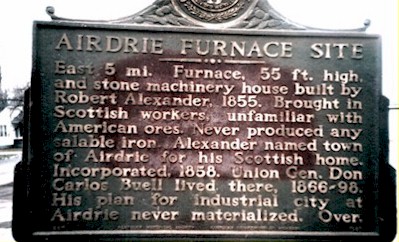 AIRDRIE FURNACE SITE
East 5 mi. Furnace, 55 ft. high,
and stone machinery house built by
Robert Alexander, 1855. Brought in
Scottish workers, unfamiliar with
American ores. Never produced any
salable iron. Alexander named town
of Airdrie for his Scottish home.
Incorporated, 1858. Union Gen. Don
Carlos Buell lived there, 1866-98.
His plan for industrial city at
Airdrie never materialized. Over.